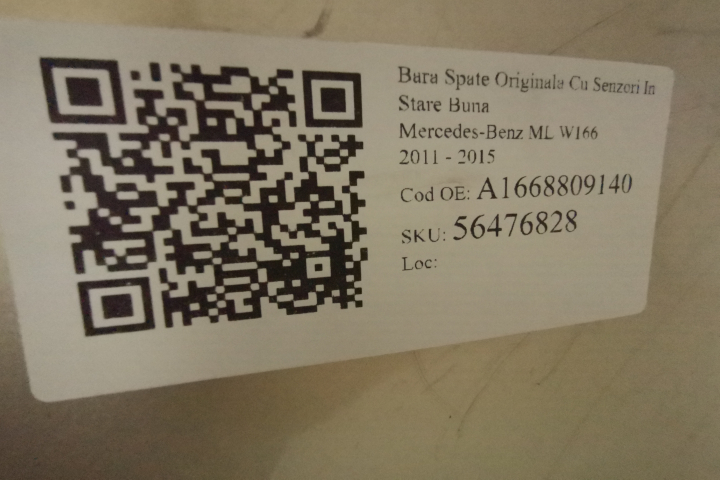 Bara Spate Originala Cu Senzori In
Stare Buna
Mercedes-Benz ML W166
2011 - 2015
Cod OE: A1668809140
SKU: 56476828
Loc: